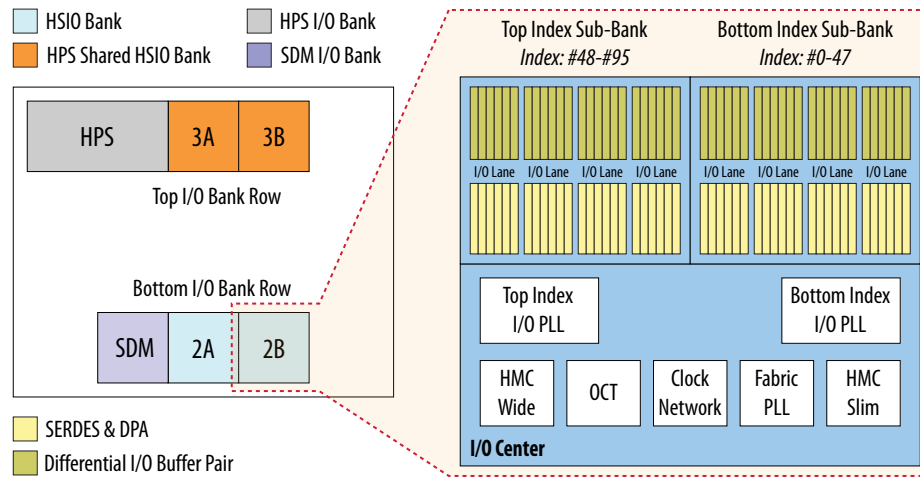 HSIO Bank
HPS I/O Bank
HPS Shared HSIO Bank
SDM I/O Bank
HPS
3A
3B
Top I/O Bank Row
Bottom I/O Bank Row
SDM
2A
2B
SERDES & DPA
Differential I/O Buffer Pair
Top Index Sub-Bank
Index: #48-#95
Bottom Index Sub-Bank
Index: #0-47
I/O Lane
I/O Lane
I/O Lane
I/O Lane
I/O Lane
I/O Lane
I/O Lane
I/O Lane
Top Index
I/O PLL
Bottom Index
I/O PLL
HMC
Wide
OCT
Clock
Network
Fabric
PLL
HMC
Slim
I/O Center